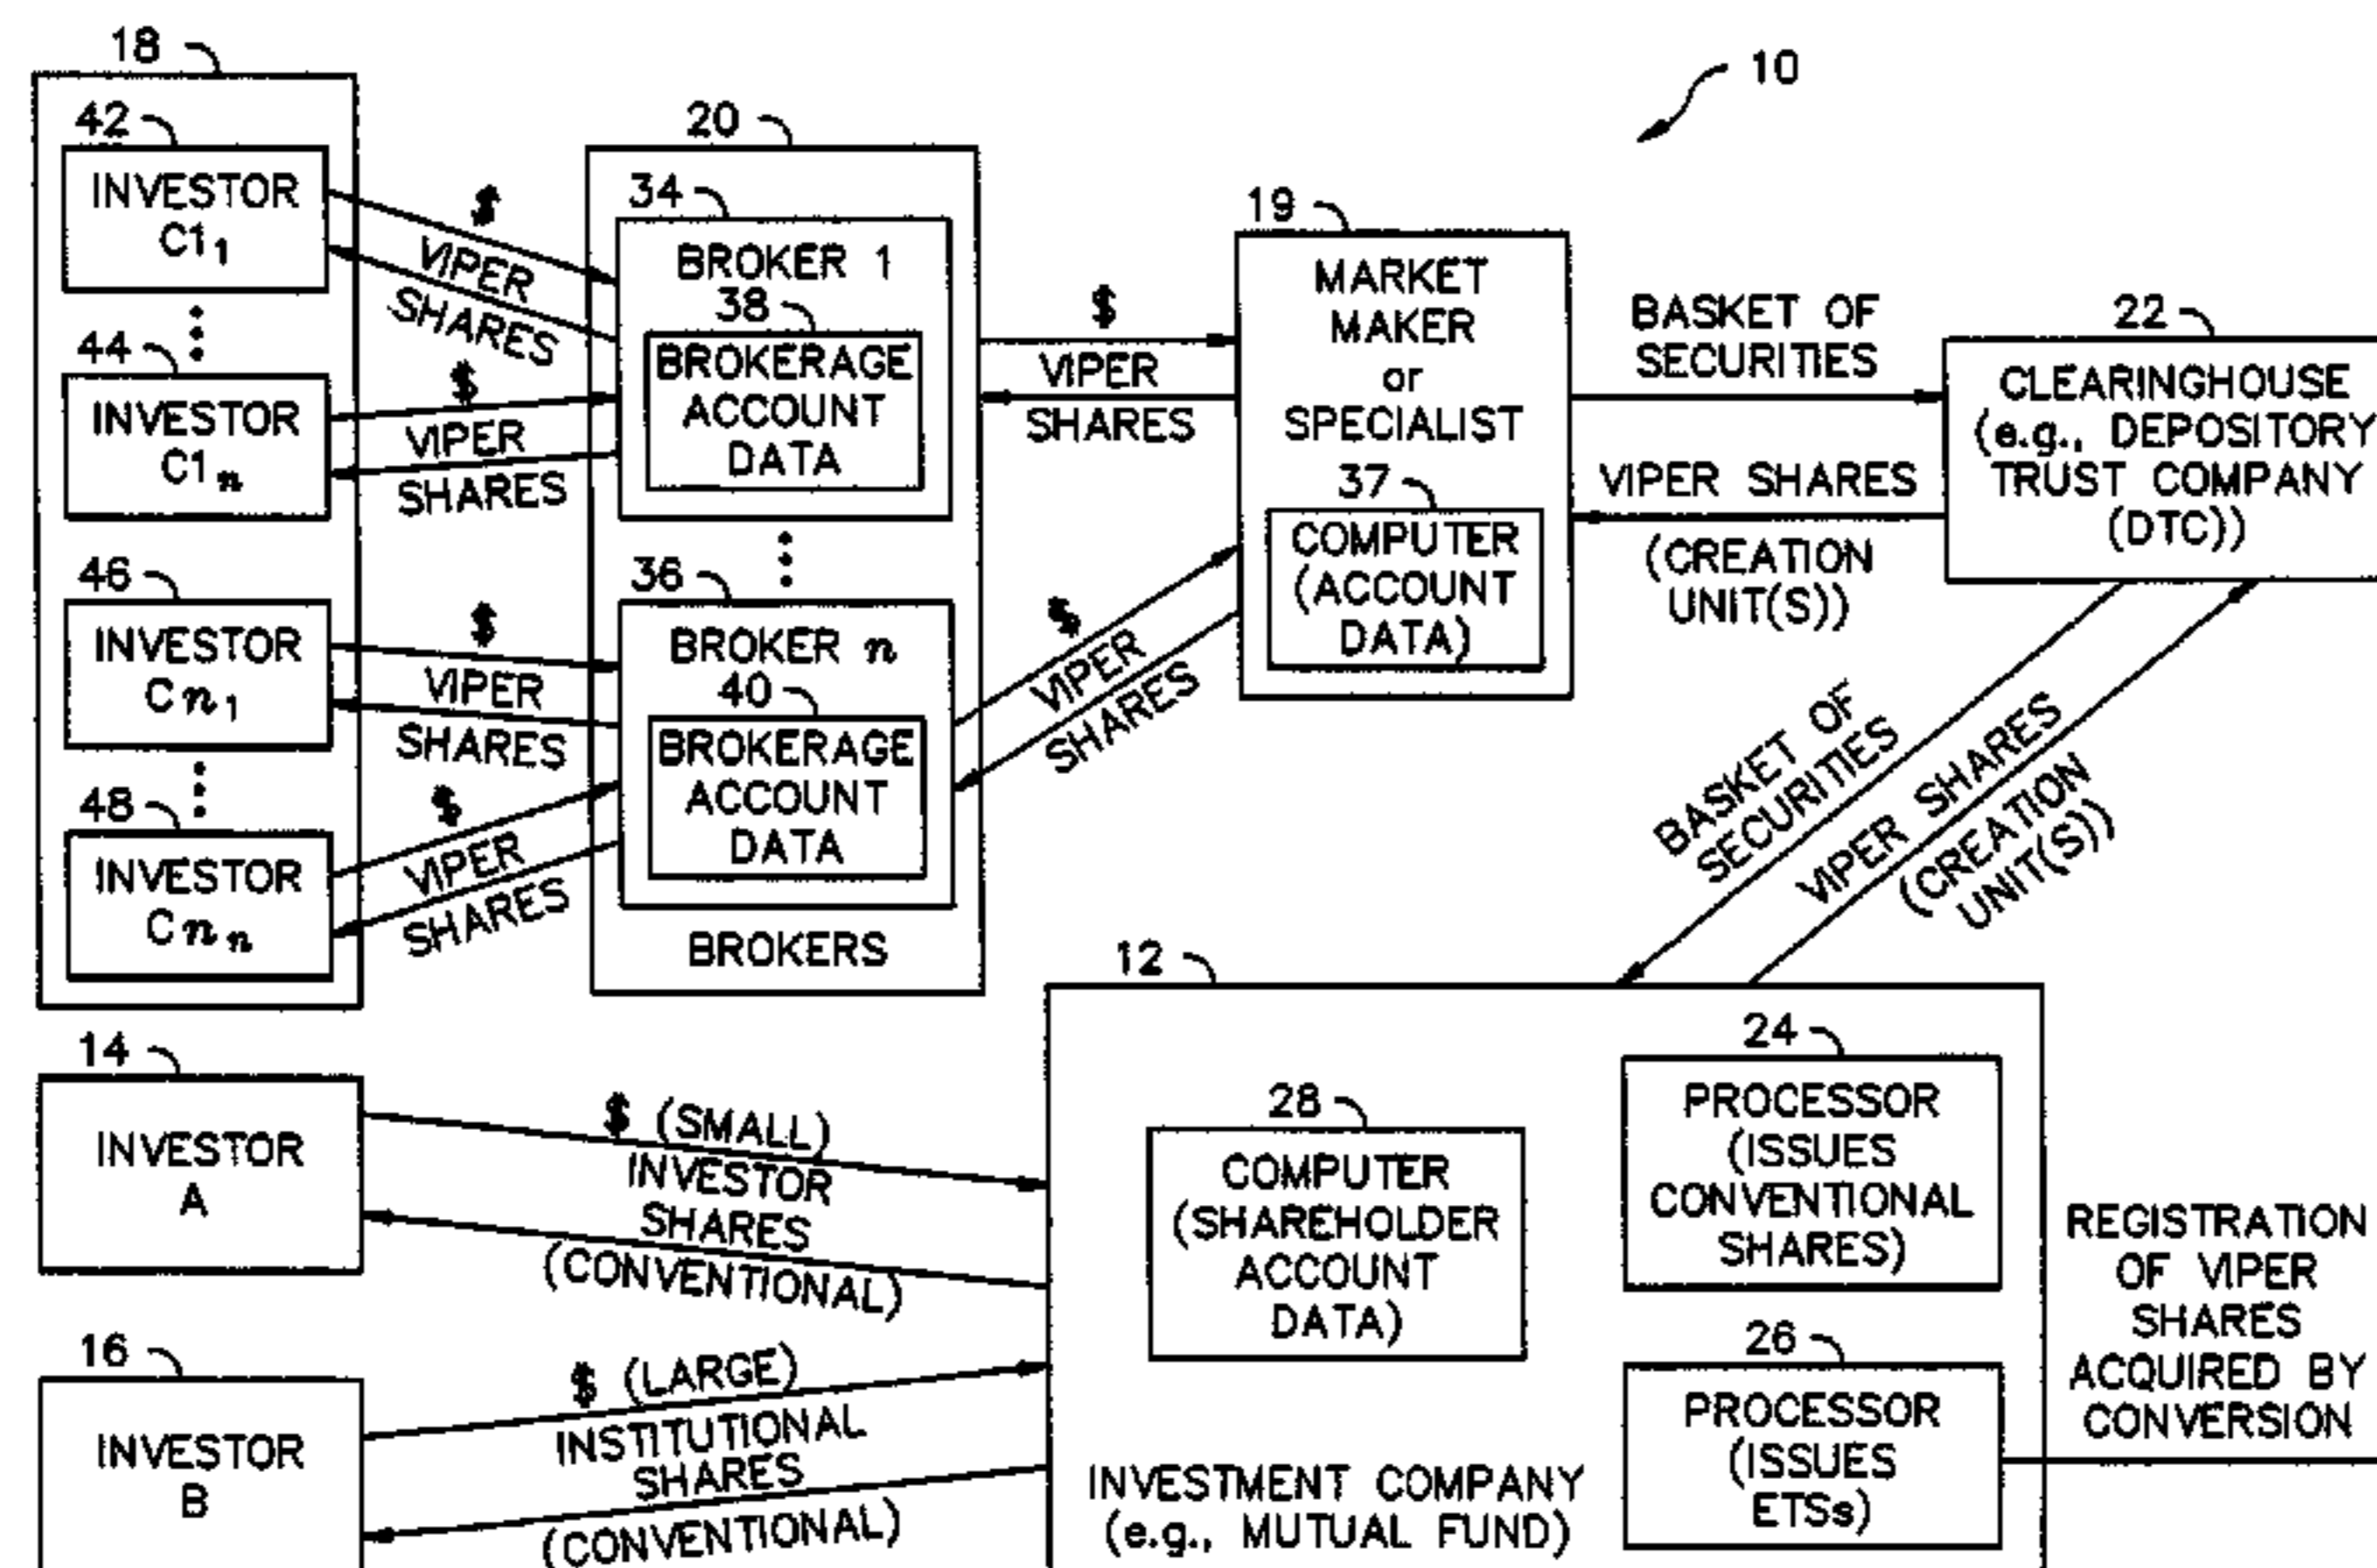 10
18
42
INVESTOR
C1₁
44
INVESTOR
C1ₙ
46
INVESTOR
Cn₁
48
INVESTOR
Cnₙ
$
VIPER
SHARES
$
VIPER
SHARES
$
VIPER
SHARES
$
VIPER
SHARES
20
34
BROKER 1
38
BROKERAGE
ACCOUNT
DATA
36
BROKER n
40
BROKERAGE
ACCOUNT
DATA
BROKERS
$
VIPER
SHARES
$
VIPER
SHARES
19
MARKET
MAKER
or
SPECIALIST
37
COMPUTER
(ACCOUNT
DATA)
BASKET OF
SECURITIES
VIPER SHARES
(CREATION
UNIT(S))
22
CLEARINGHOUSE
(e.g., DEPOSITORY
TRUST COMPANY
(DTC))
BASKET OF
SECURITIES
VIPER SHARES
(CREATION
UNIT(S))
14
INVESTOR
A
$ (SMALL)
INVESTOR
SHARES
(CONVENTIONAL)
16
INVESTOR
B
$ (LARGE)
INSTITUTIONAL
SHARES
(CONVENTIONAL)
12
28
COMPUTER
(SHAREHOLDER
ACCOUNT
DATA)
24
PROCESSOR
(ISSUES
CONVENTIONAL
SHARES)
26
PROCESSOR
(ISSUES
ETSs)
INVESTMENT COMPANY
(e.g., MUTUAL FUND)
REGISTRATION
OF VIPER
SHARES
ACQUIRED BY
CONVERSION